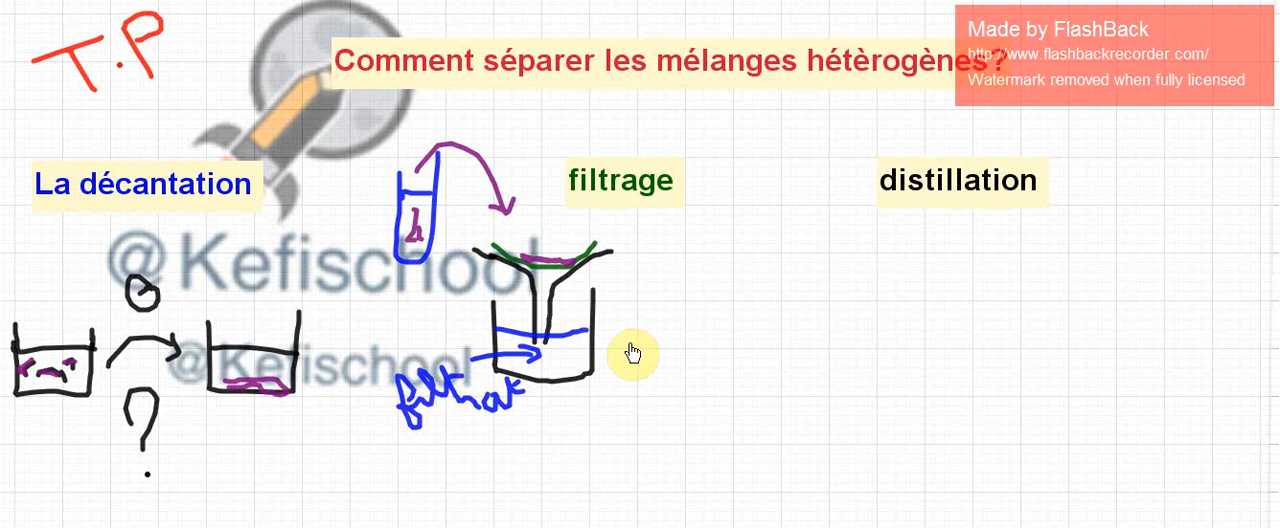 T.P
Comment séparer les mélanges hétèrogènes?
Made by FlashBack
http://www.flashbackrecorder.com/
Watermark removed when fully licensed
La décantation
filtrage
distillation
@Kefischool
@Kefischool
filtrat
?